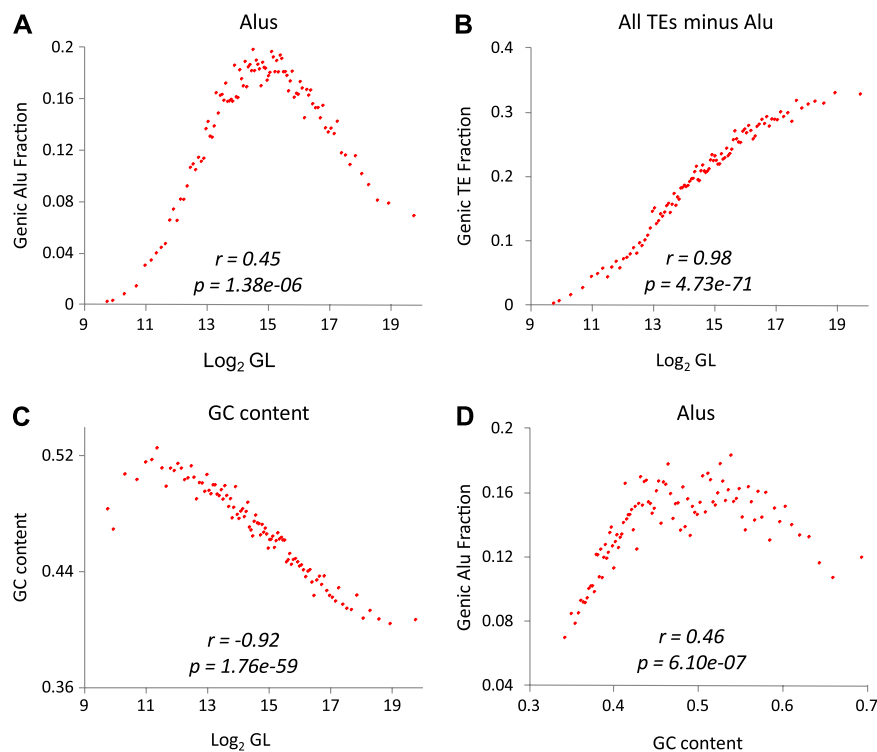 A
Alus
0.2
0.16
0.12
0.08
0.04
0
Genic Alu Fraction
r = 0.45
p = 1.38e-06
9 11 13 15 17 19
Log2 GL
B
All TEs minus Alu
0.4
0.3
0.2
0.1
0
Genic TE Fraction
r = 0.98
p = 4.73e-71
9 11 13 15 17 19
Log2 GL
C
GC content
0.52
0.44
0.36
GC content
r = -0.92
p = 1.76e-59
9 11 13 15 17 19
Log2 GL
D
Alus
0.2
0.16
0.12
0.08
0.04
Genic Alu Fraction
r = 0.46
p = 6.10e-07
0.3 0.4 0.5 0.6 0.7
GC content